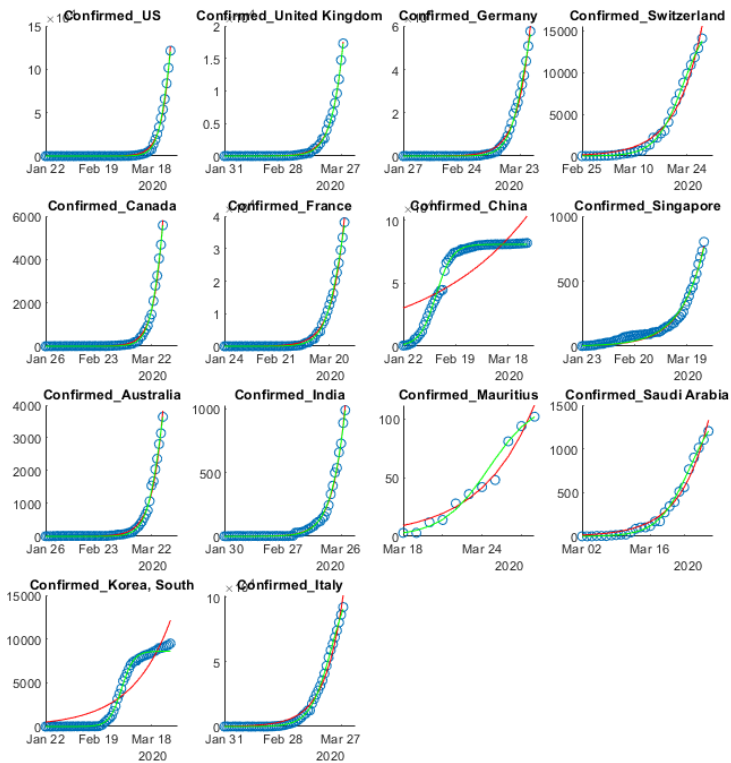 Confirmed_US
15
10
5
0
Jan 22 Feb 19 Mar 18
2020
Confirmed_United Kingdom
2
1.5
1
0.5
0
Jan 31 Feb 28 Mar 27
2020
Confirmed_Germany
6
4
2
0
Jan 27 Feb 24 Mar 23
2020
Confirmed_Switzerland
15000
10000
5000
0
Feb 25 Mar 10 Mar 24
2020
Confirmed_Canada
6000
4000
2000
0
Jan 26 Feb 23 Mar 22
2020
Confirmed_France
4
3
2
1
0
Jan 24 Feb 21 Mar 20
2020
Confirmed_China
10
5
0
Jan 22 Feb 19 Mar 18
2020
Confirmed_Singapore
1000
500
0
Jan 23 Feb 20 Mar 19
2020
Confirmed_Australia
4000
3000
2000
1000
0
Jan 26 Feb 23 Mar 22
2020
Confirmed_India
1000
500
0
Jan 30 Feb 27 Mar 26
2020
Confirmed_Mauritius
100
50
0
Mar 18 Mar 24
2020
Confirmed_Saudi Arabia
1500
1000
500
0
Mar 02 Mar 16
2020
Confirmed_Korea, South
15000
10000
5000
0
Jan 22 Feb 19 Mar 18
2020
Confirmed_Italy
10
5
0
Jan 31 Feb 28 Mar 27
2020